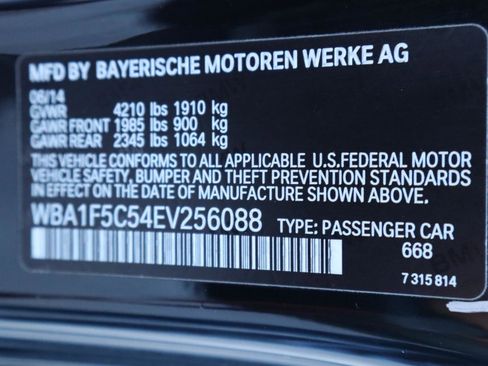 MFD BY BAYERISCHE MOTOREN WERKE AG
06/14
GVWR 4210 lbs 1910 kg
GAWR FRONT 1985 lbs 900 kg
GAWR REAR 2345 lbs 1064 kg
THIS VEHICLE CONFORMS TO ALL APPLICABLE U.S.FEDERAL MOTOR
VEHICLE SAFETY, BUMPER AND THEFT PREVENTION STANDARDS
IN EFFECT ON THE DATE OF MANUFACTURE SHOWN ABOVE.
WBA1F5C54EV256088 TYPE: PASSENGER CAR
668
7 315 814